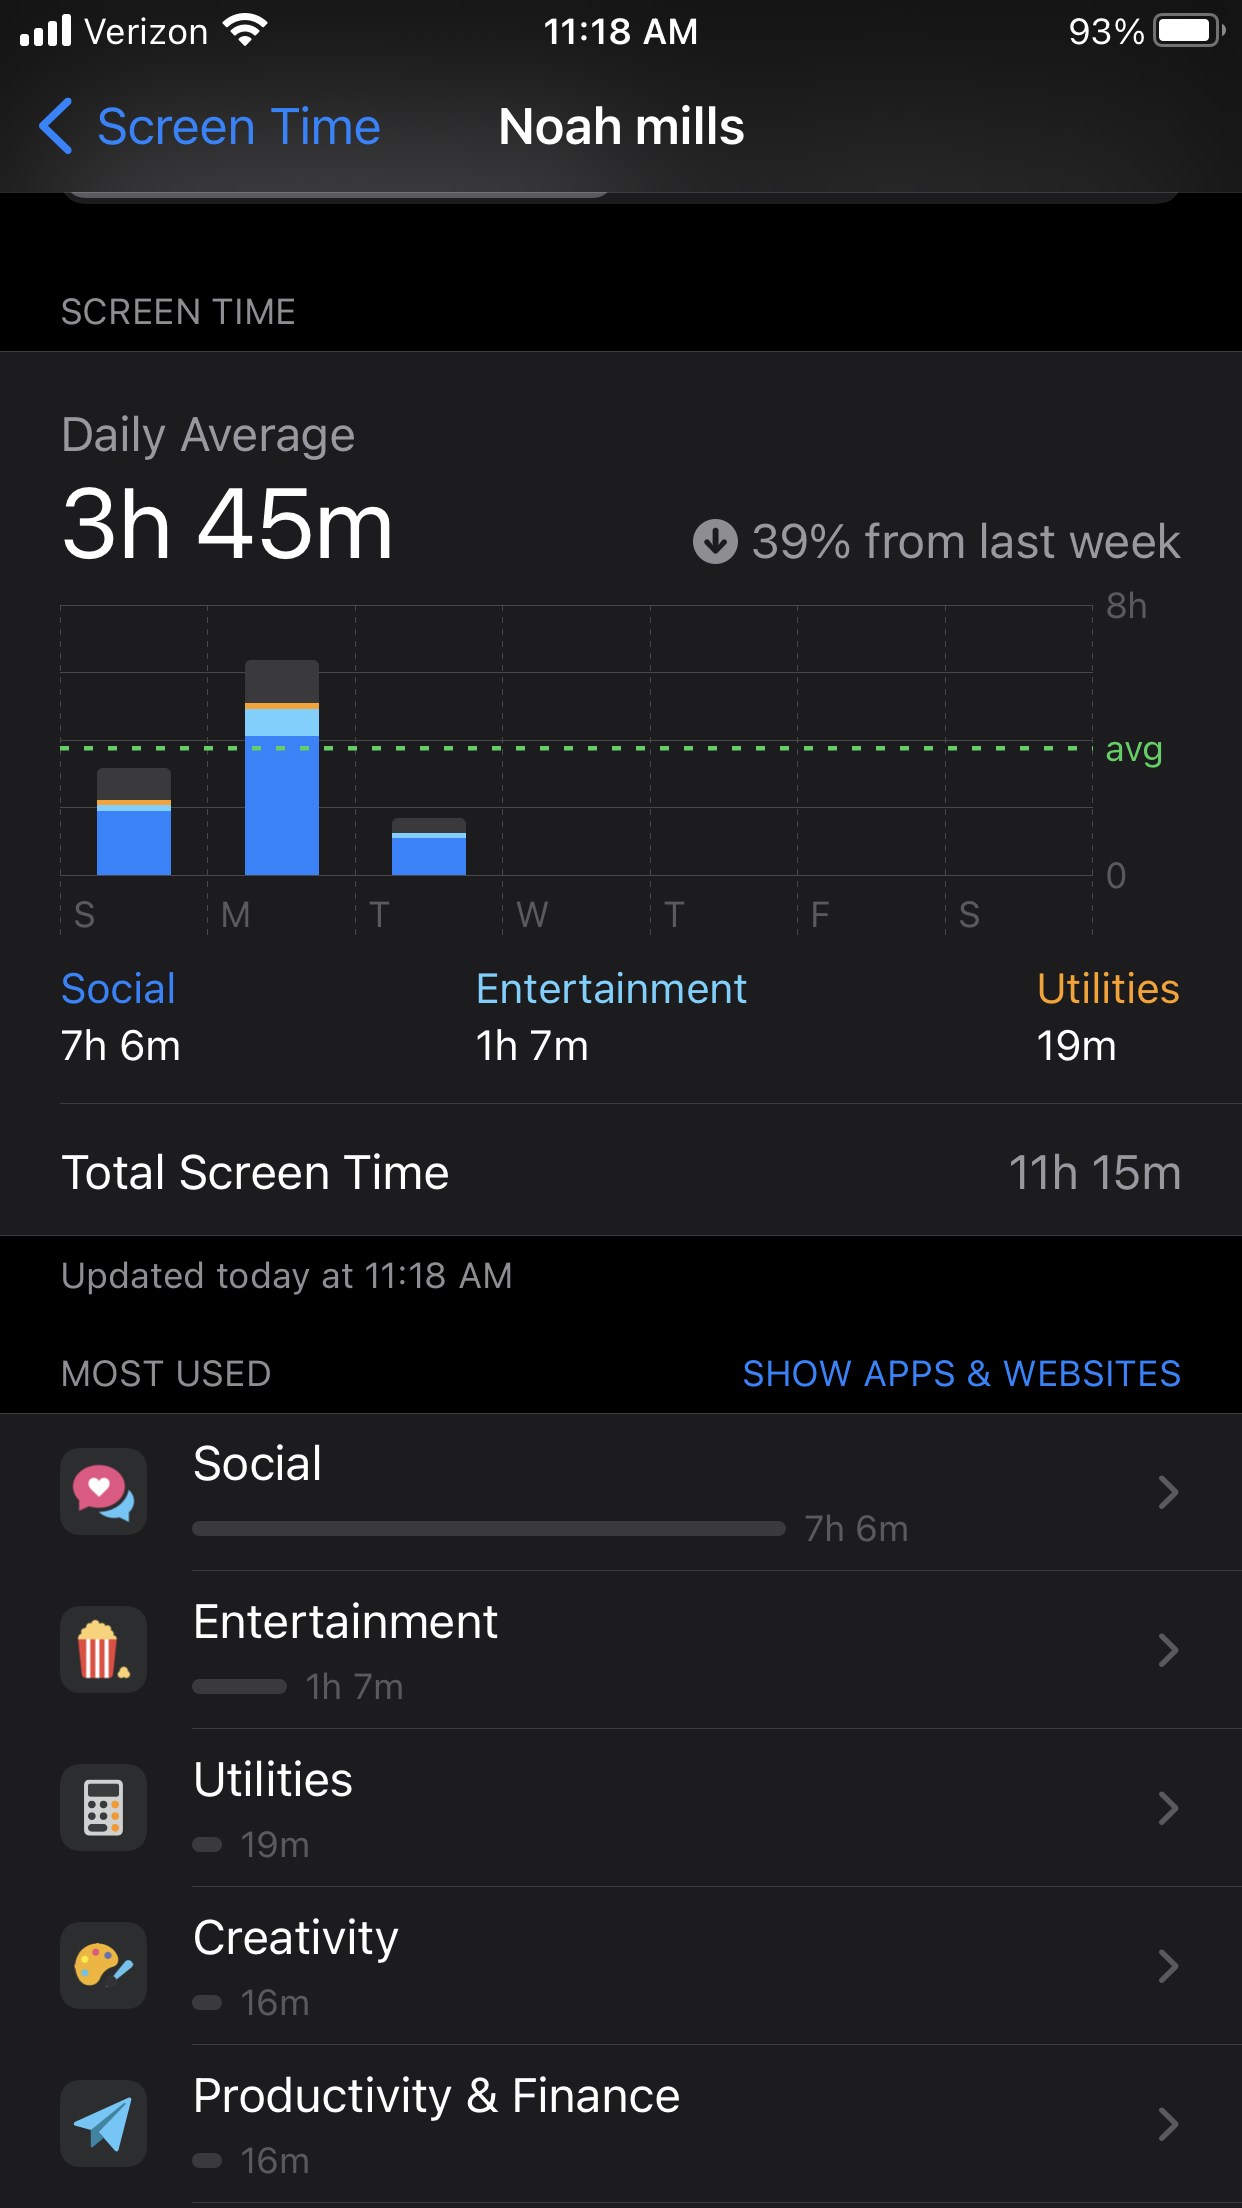 Verizon 11:18 AM 93%
Screen Time Noah mills
SCREEN TIME
Daily Average
3h 45m
39% from last week
8h
avg
0
S M T W T F S
Social Entertainment Utilities
7h 6m 1h 7m 19m
Total Screen Time 11h 15m
Updated today at 11:18 AM
MOST USED SHOW APPS & WEBSITES
Social
7h 6m
Entertainment
1h 7m
Utilities
19m
Creativity
16m
Productivity & Finance
16m